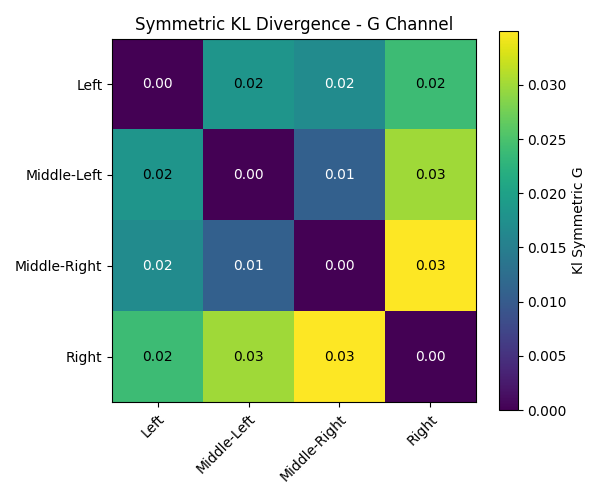 Symmetric KL Divergence - G Channel
Left 0.00 0.02 0.02 0.02
Middle-Left 0.02 0.00 0.01 0.03
Middle-Right 0.02 0.01 0.00 0.03
Right 0.02 0.03 0.03 0.00
Left Middle-Left Middle-Right Right
0.030
0.025
0.020
0.015
0.010
0.005
0.000
Kl Symmetric G